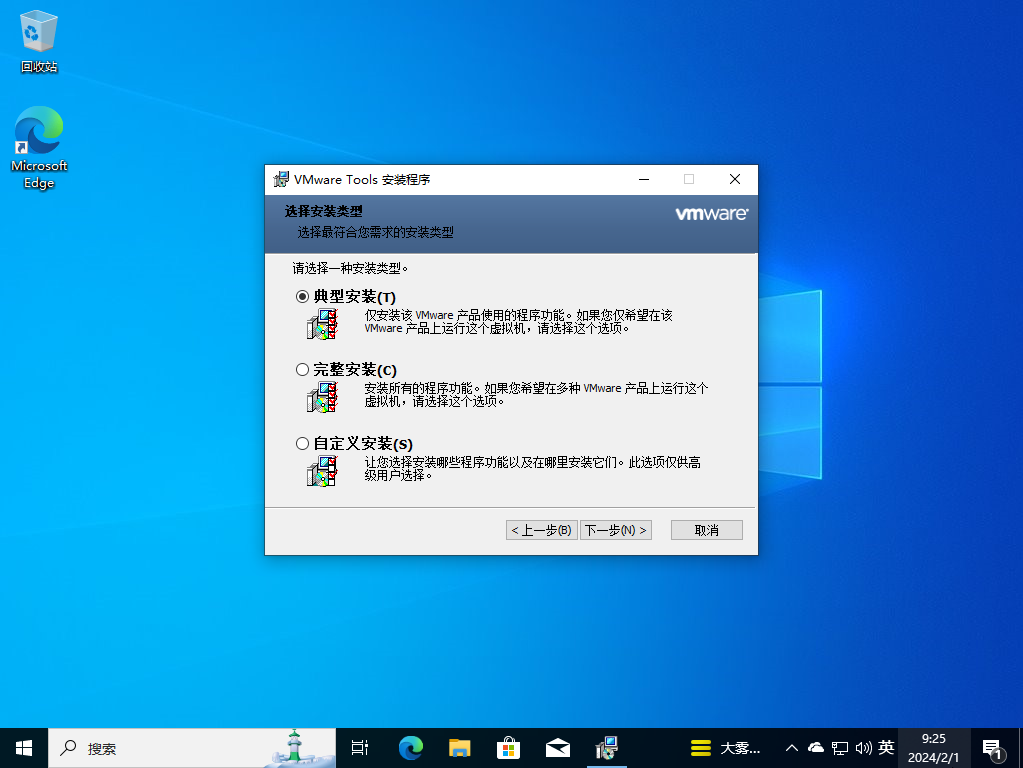 回收站
Microsoft
Edge
VMware Tools 安装程序
选择安装类型
选择最符合您需求的安装类型
vmware®
请选择一种安装类型。
典型安装(T)
仅安装该 VMware 产品使用的程序功能。如果您仅希望在该
VMware 产品上运行这个虚拟机，请选择这个选项。
完整安装(C)
安装所有的程序功能。如果您希望在多种 VMware 产品上运行这个
虚拟机，请选择这个选项。
自定义安装(S)
让您选择安装哪些程序功能以及在哪里安装它们。此选项仅供高
级用户选择。
< 上一步(B)
下一步(N) >
取消
搜索
大雾...
英
9:25
2024/2/1
1